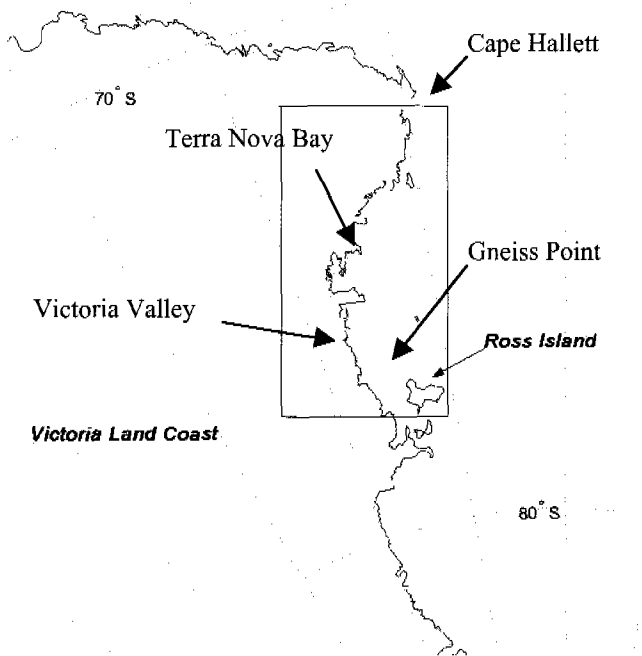 Cape Hallett
70° S
Terra Nova Bay
Gneiss Point
Victoria Valley
Ross Island
Victoria Land Coast
80° S